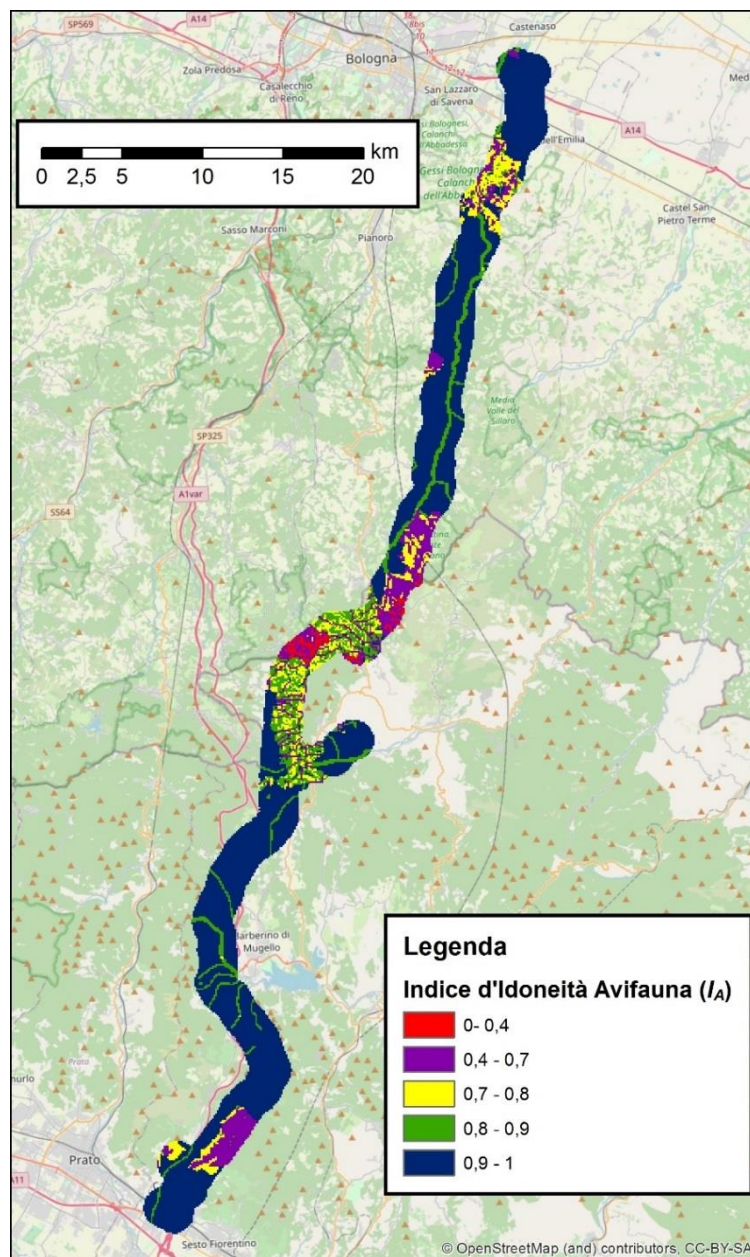 SP569
A14
Castenaso
Bologna
Zola Predosa
Casalecchio
di Reno
San Lazzaro
di Savena
A14
dell'Emilia
km
0 2,5 5 10 15 20
Gessi Bolognesi,
Calanchi
dell'Abbadessa
Castel San
Pietro Terme
Sasso Marconi
Pianoro
Media
Valle del
Sillaro
SP325
A1var
SS64
Barberino di
Mugello
Legenda
Indice d'Idoneità Avifauna (IA)
0- 0,4
0,4 - 0,7
0,7 - 0,8
0,8 - 0,9
0,9 - 1
Prato
Prato
A11
Sesto Fiorentino
© OpenStreetMap (and) contributors, CC-BY-SA